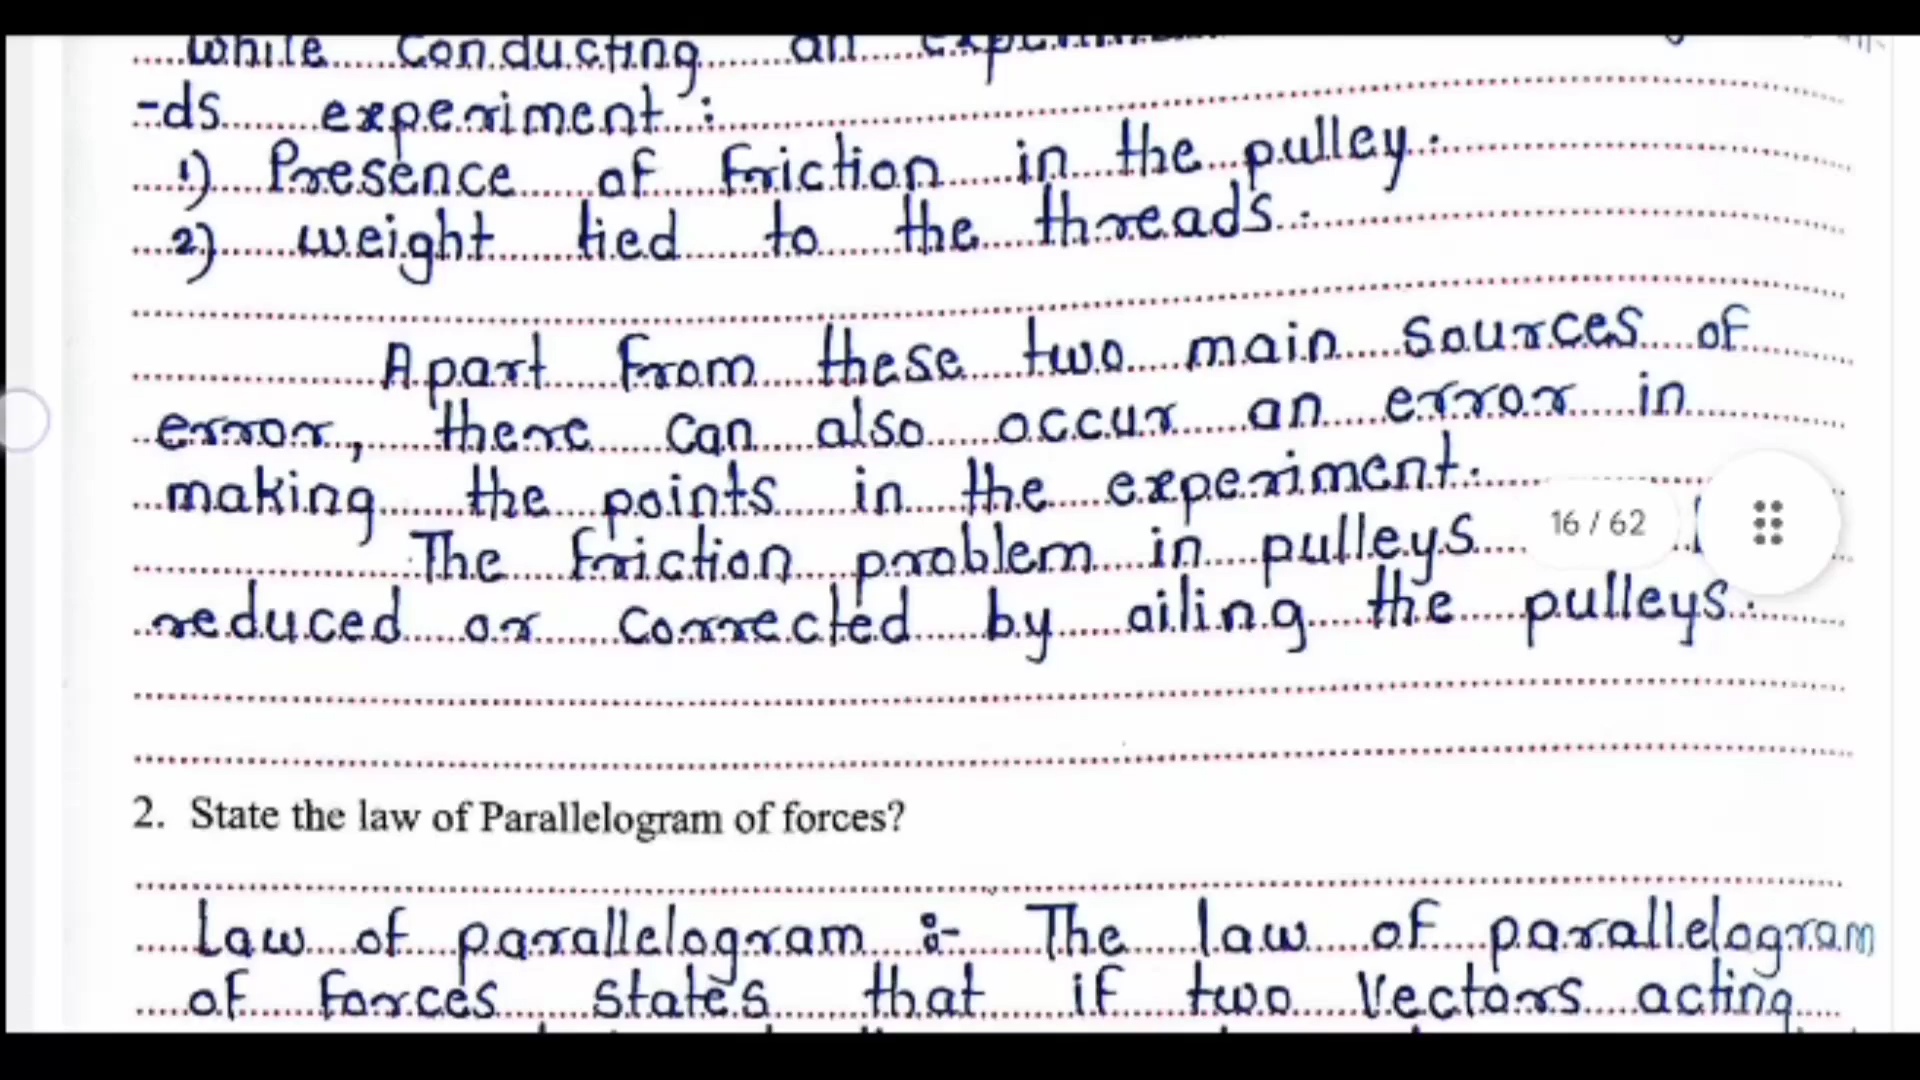 while conducting an experim
-ds experiment :
1) Presence of friction in the pulley.
2) weight tied to the threads.
Apart from these two main sources of
error, there can also occur an error in
making the points in the experiment.
The friction problem in pulleys
16 / 62
reduced or corrected by oiling the pulleys.
2. State the law of Parallelogram of forces?
Law of parallelogram :- The law of parallelogram
of forces states that if two Vectors acting